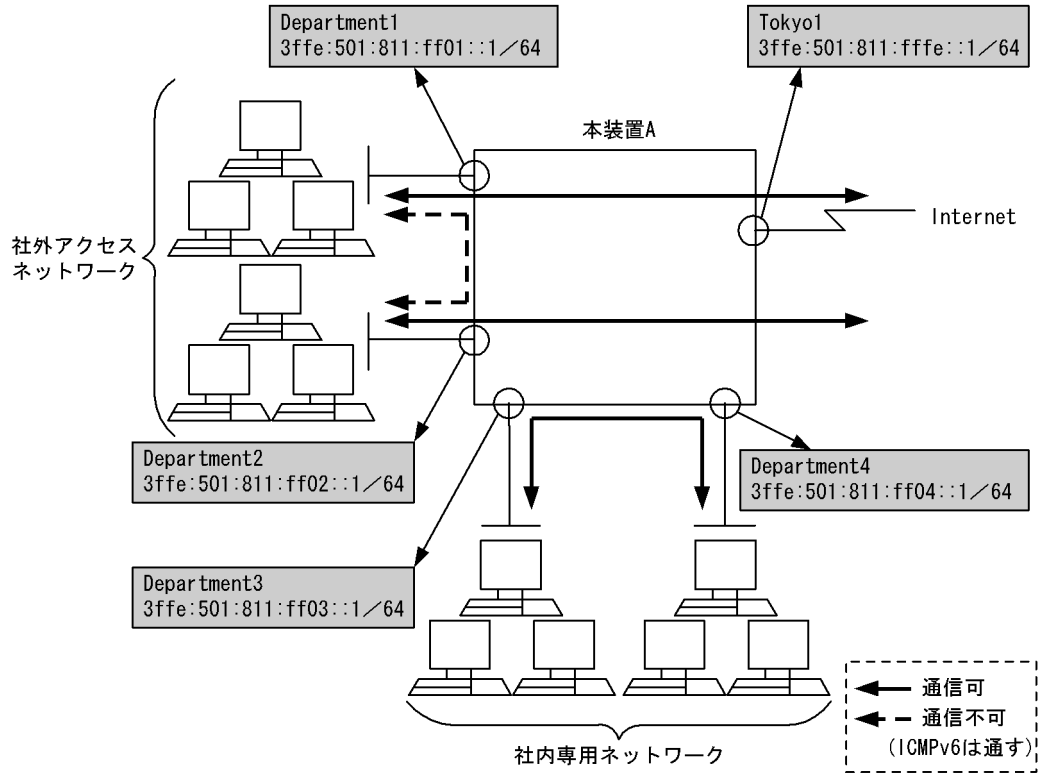 Department1
3ffe:501:811:ff01::1／64
Tokyo1
3ffe:501:811:fffe::1／64
本装置A
Internet
社外アクセス
ネットワーク
Department2
3ffe:501:811:ff02::1／64
Department4
3ffe:501:811:ff04::1／64
Department3
3ffe:501:811:ff03::1／64
通信可
通信不可
(ICMPv6は通す)
社内専用ネットワーク